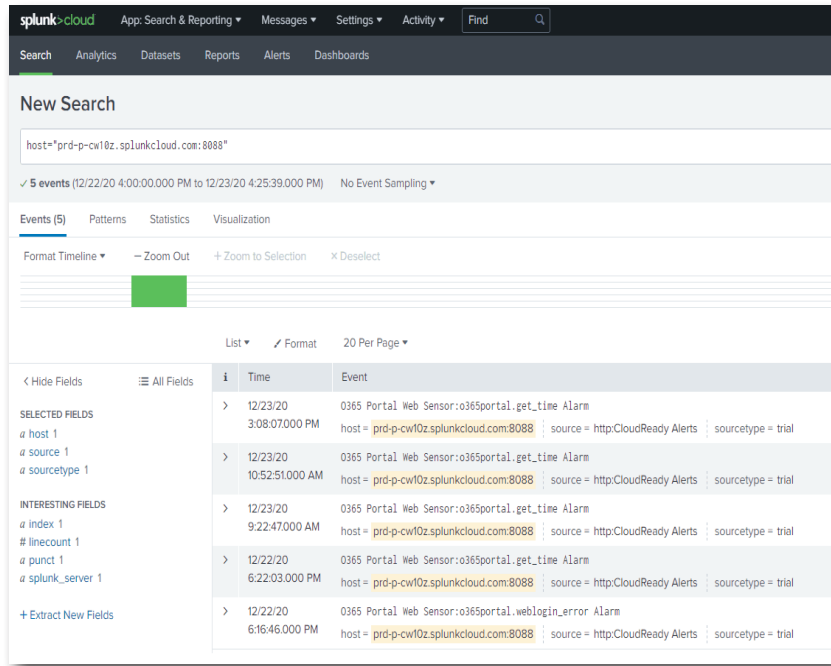 splunk>cloud App: Search & Reporting ▾ Messages ▾ Settings ▾ Activity ▾ Find
Search Analytics Datasets Reports Alerts Dashboards
New Search
host="prd-p-cw10z.splunkcloud.com:8088"
✓ 5 events (12/22/20 4:00:00.000 PM to 12/23/20 4:25:39.000 PM) No Event Sampling ▾
Events (5) Patterns Statistics Visualization
Format Timeline ▾ — Zoom Out + Zoom to Selection × Deselect
List ▾ Format 20 Per Page ▾
< Hide Fields All Fields i Time Event
SELECTED FIELDS
a host 1
a source 1
a sourcetype 1
INTERESTING FIELDS
a index 1
# linecount 1
a punct 1
a splunk_server 1
+ Extract New Fields
> 12/23/20 O365 Portal Web Sensor:o365portal.get_time Alarm
3:08:07.000 PM host = prd-p-cw10z.splunkcloud.com:8088 source = http:CloudReady Alerts sourcetype = trial
> 12/23/20 O365 Portal Web Sensor:o365portal.get_time Alarm
10:52:51.000 AM host = prd-p-cw10z.splunkcloud.com:8088 source = http:CloudReady Alerts sourcetype = trial
> 12/23/20 O365 Portal Web Sensor:o365portal.get_time Alarm
9:22:47.000 AM host = prd-p-cw10z.splunkcloud.com:8088 source = http:CloudReady Alerts sourcetype = trial
> 12/22/20 O365 Portal Web Sensor:o365portal.get_time Alarm
6:22:03.000 PM host = prd-p-cw10z.splunkcloud.com:8088 source = http:CloudReady Alerts sourcetype = trial
> 12/22/20 O365 Portal Web Sensor:o365portal.weblogin_error Alarm
6:16:46.000 PM host = prd-p-cw10z.splunkcloud.com:8088 source = http:CloudReady Alerts sourcetype = trial